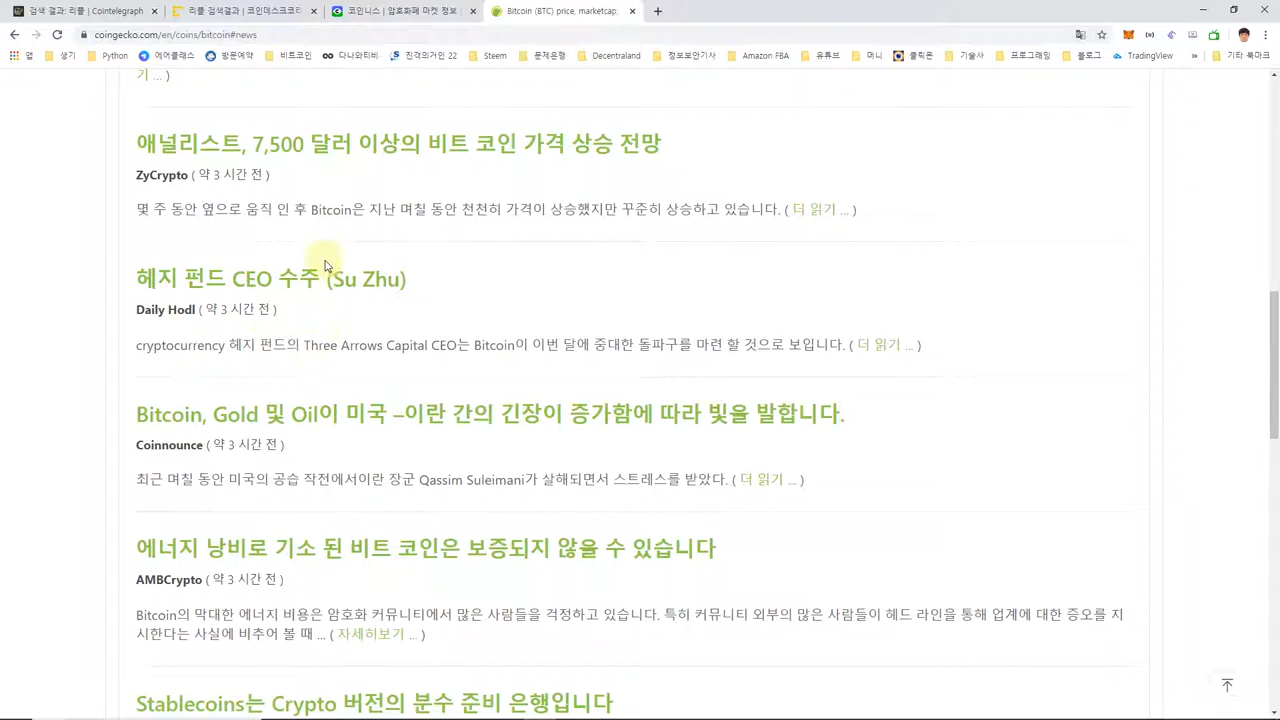 검색 결과: 리플 | Cointelegraph
리플 검색결과 | 코인데스크코리
코인니스 | 암호화폐 마켓 정보
Bitcoin (BTC) price, marketcap,
coingecko.com/en/coins/bitcoin#news
앱 생기 Python 에어클래스 방문예약 비트코인 다나와티비 진격의거인 22 Steem 문제은행 Decentraland 정보보안기사 Amazon FBA 유튜브 머니 클릭온 기술사 프로그래밍 블로그 TradingView » 기타 북마크
기 ... )
애널리스트, 7,500 달러 이상의 비트 코인 가격 상승 전망
ZyCrypto ( 약 3 시간 전 )
몇 주 동안 옆으로 움직 인 후 Bitcoin은 지난 며칠 동안 천천히 가격이 상승했지만 꾸준히 상승하고 있습니다. ( 더 읽기 ... )
헤지 펀드 CEO 수주 (Su Zhu)
Daily Hodl ( 약 3 시간 전 )
cryptocurrency 헤지 펀드의 Three Arrows Capital CEO는 Bitcoin이 이번 달에 중대한 돌파구를 마련 할 것으로 보입니다. ( 더 읽기 ... )
Bitcoin, Gold 및 Oil이 미국 –이란 간의 긴장이 증가함에 따라 빛을 발합니다.
Coinnounce ( 약 3 시간 전 )
최근 며칠 동안 미국의 공습 작전에서이란 장군 Qassim Suleimani가 살해되면서 스트레스를 받았다. ( 더 읽기 ... )
에너지 낭비로 기소 된 비트 코인은 보증되지 않을 수 있습니다
AMBCrypto ( 약 3 시간 전 )
Bitcoin의 막대한 에너지 비용은 암호화 커뮤니티에서 많은 사람들을 걱정하고 있습니다. 특히 커뮤니티 외부의 많은 사람들이 헤드 라인을 통해 업계에 대한 증오를 지
시한다는 사실에 비추어 볼 때 ... ( 자세히보기 ... )
Stablecoins는 Crypto 버전의 분수 준비 은행입니다